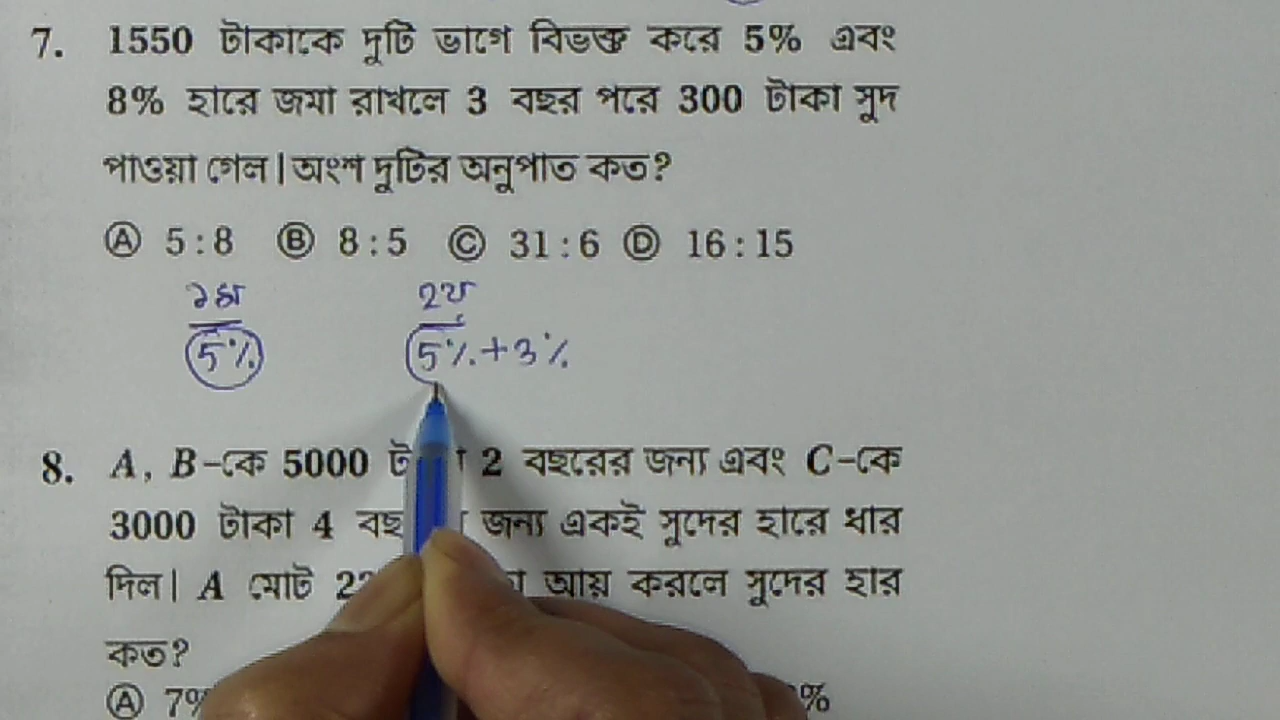 7. 1550 টাকাকে দুটি ভাগে বিভক্ত করে 5% এবং
8% হারে জমা রাখলে 3 বছর পরে 300 টাকা সুদ
পাওয়া গেল। অংশ দুটির অনুপাত কত?
Ⓐ 5 : 8 Ⓑ 8 : 5 Ⓒ 31 : 6 Ⓓ 16 : 15
১ম ২য়
5% 5% + 3%
8. A, B-কে 5000 2 বছরের জন্য এবং C-কে
3000 টাকা 4 জন্য একই সুদের হারে ধার
দিল। A মোট আয় করলে সুদের হার
কত?
Ⓐ